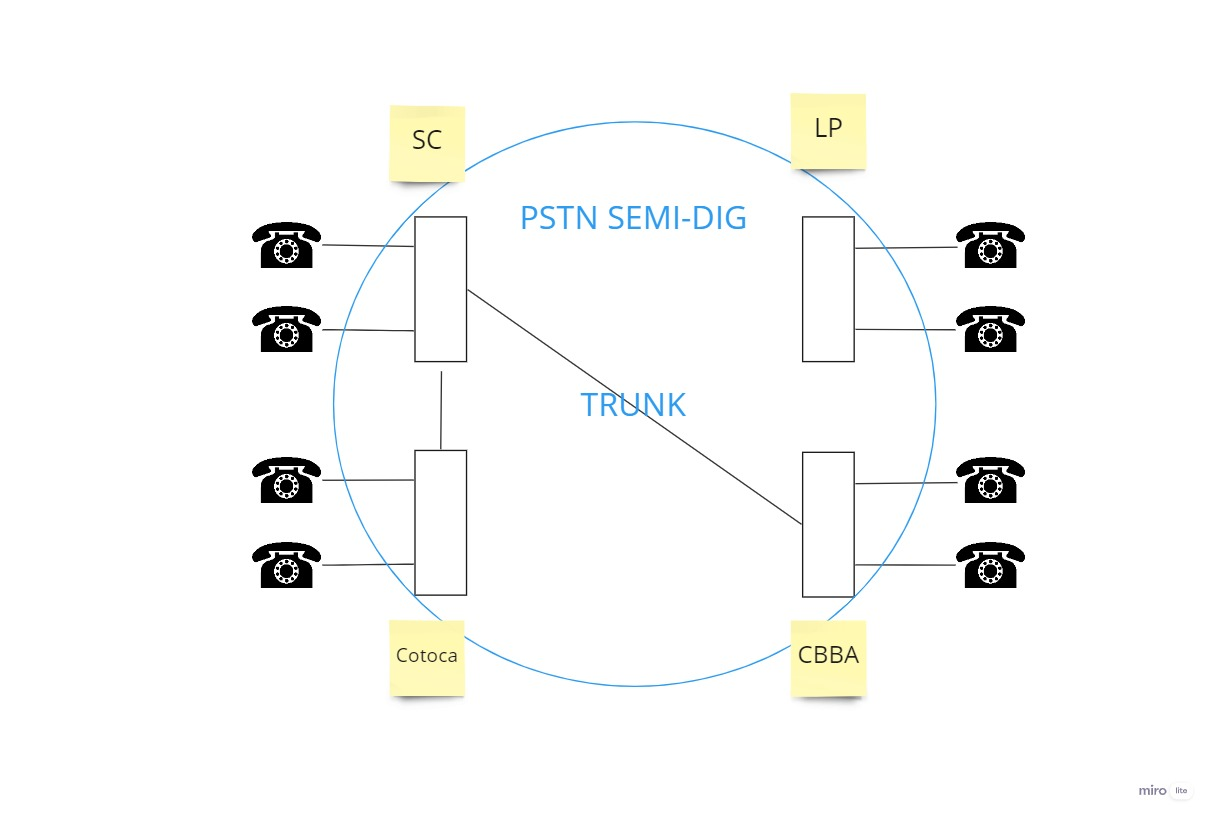 SC
LP
PSTN SEMI-DIG
TRUNK
Cotoca
CBBA
miro lite